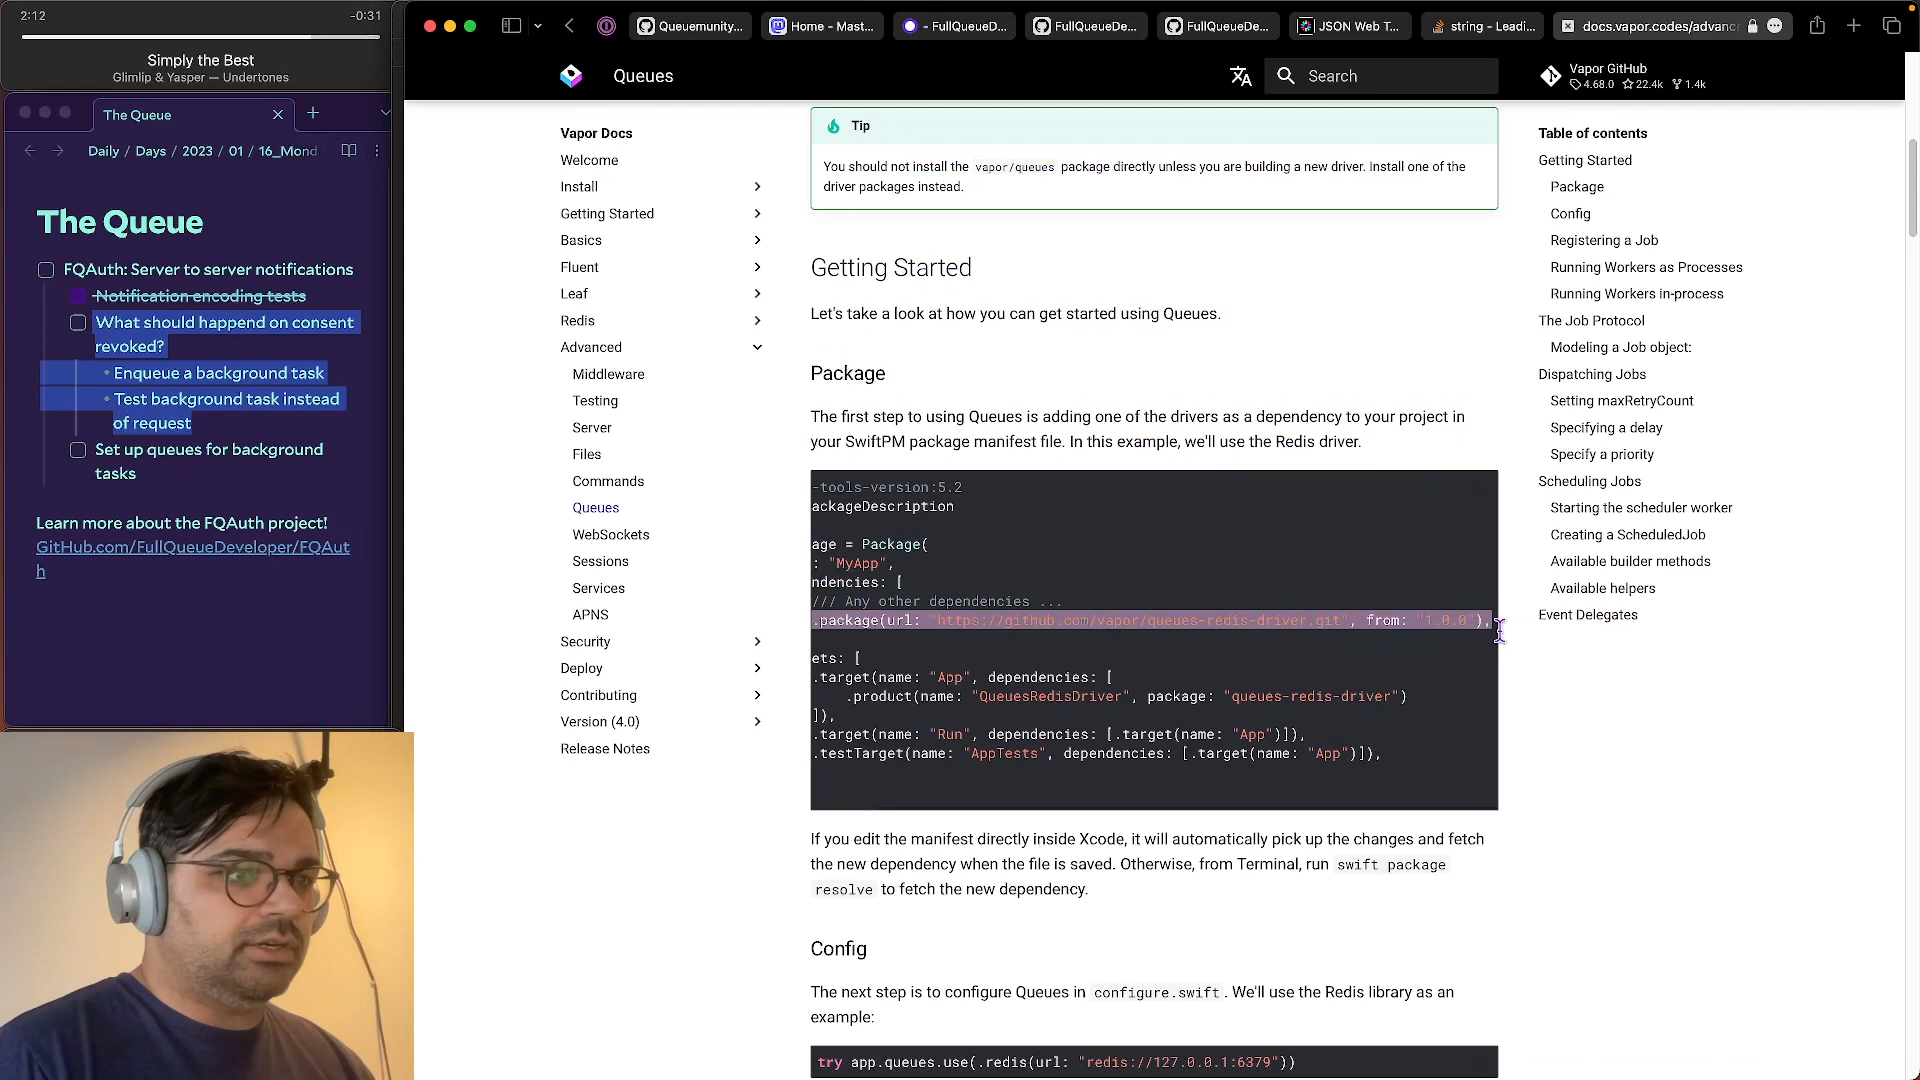 2:12
-0:31
Simply the Best
Glimlip & Yasper — Undertones
The Queue
Daily / Days / 2023 / 01 / 16_Mond
The Queue
FQAuth: Server to server notifications
Notification encoding tests
What should happend on consent
revoked?
Enqueue a background task
Test background task instead
of request
Set up queues for background
tasks
Learn more about the FQAuth project!
GitHub.com/FullQueueDeveloper/FQAut
h
Queuemunity...
Home - Mast...
- FullQueueD...
FullQueueDe...
FullQueueDe...
JSON Web T...
string - Leadi...
docs.vapor.codes/advanc
Queues
Search
Vapor GitHub
4.68.0 22.4k 1.4k
Vapor Docs
Welcome
Install
Getting Started
Basics
Fluent
Leaf
Redis
Advanced
Middleware
Testing
Server
Files
Commands
Queues
WebSockets
Sessions
Services
APNS
Security
Deploy
Contributing
Version (4.0)
Release Notes
Tip
You should not install the vapor/queues package directly unless you are building a new driver. Install one of the
driver packages instead.
Getting Started
Let's take a look at how you can get started using Queues.
Package
The first step to using Queues is adding one of the drivers as a dependency to your project in
your SwiftPM package manifest file. In this example, we'll use the Redis driver.
-tools-version:5.2
ackageDescription
age = Package(
: "MyApp",
ndencies: [
/// Any other dependencies ...
.package(url: "https://github.com/vapor/queues-redis-driver.git", from: "1.0.0"),
ets: [
.target(name: "App", dependencies: [
.product(name: "QueuesRedisDriver", package: "queues-redis-driver")
]),
.target(name: "Run", dependencies: [.target(name: "App")]),
.testTarget(name: "AppTests", dependencies: [.target(name: "App")]),
If you edit the manifest directly inside Xcode, it will automatically pick up the changes and fetch
the new dependency when the file is saved. Otherwise, from Terminal, run swift package
resolve to fetch the new dependency.
Config
The next step is to configure Queues in configure.swift. We'll use the Redis library as an
example:
try app.queues.use(.redis(url: "redis://127.0.0.1:6379"))
Table of contents
Getting Started
Package
Config
Registering a Job
Running Workers as Processes
Running Workers in-process
The Job Protocol
Modeling a Job object:
Dispatching Jobs
Setting maxRetryCount
Specifying a delay
Specify a priority
Scheduling Jobs
Starting the scheduler worker
Creating a ScheduledJob
Available builder methods
Available helpers
Event Delegates